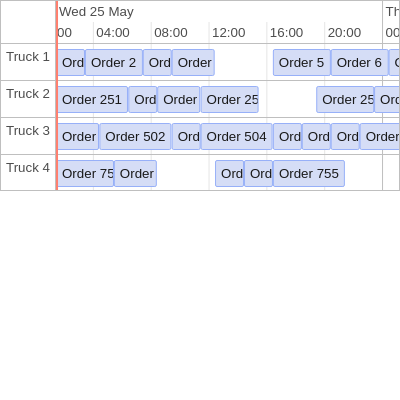 Wed 25 May Th
00 04:00 08:00 12:00 16:00 20:00 00
Truck 1 Ord Order 2 Ord Order Order 5 Order 6
Truck 2 Order 251 Ord Order Order 25 Order 25 Ord
Truck 3 Order Order 502 Ord Order 504 Ord Ord Ord Order
Truck 4 Order 75 Order Ord Ord Order 755